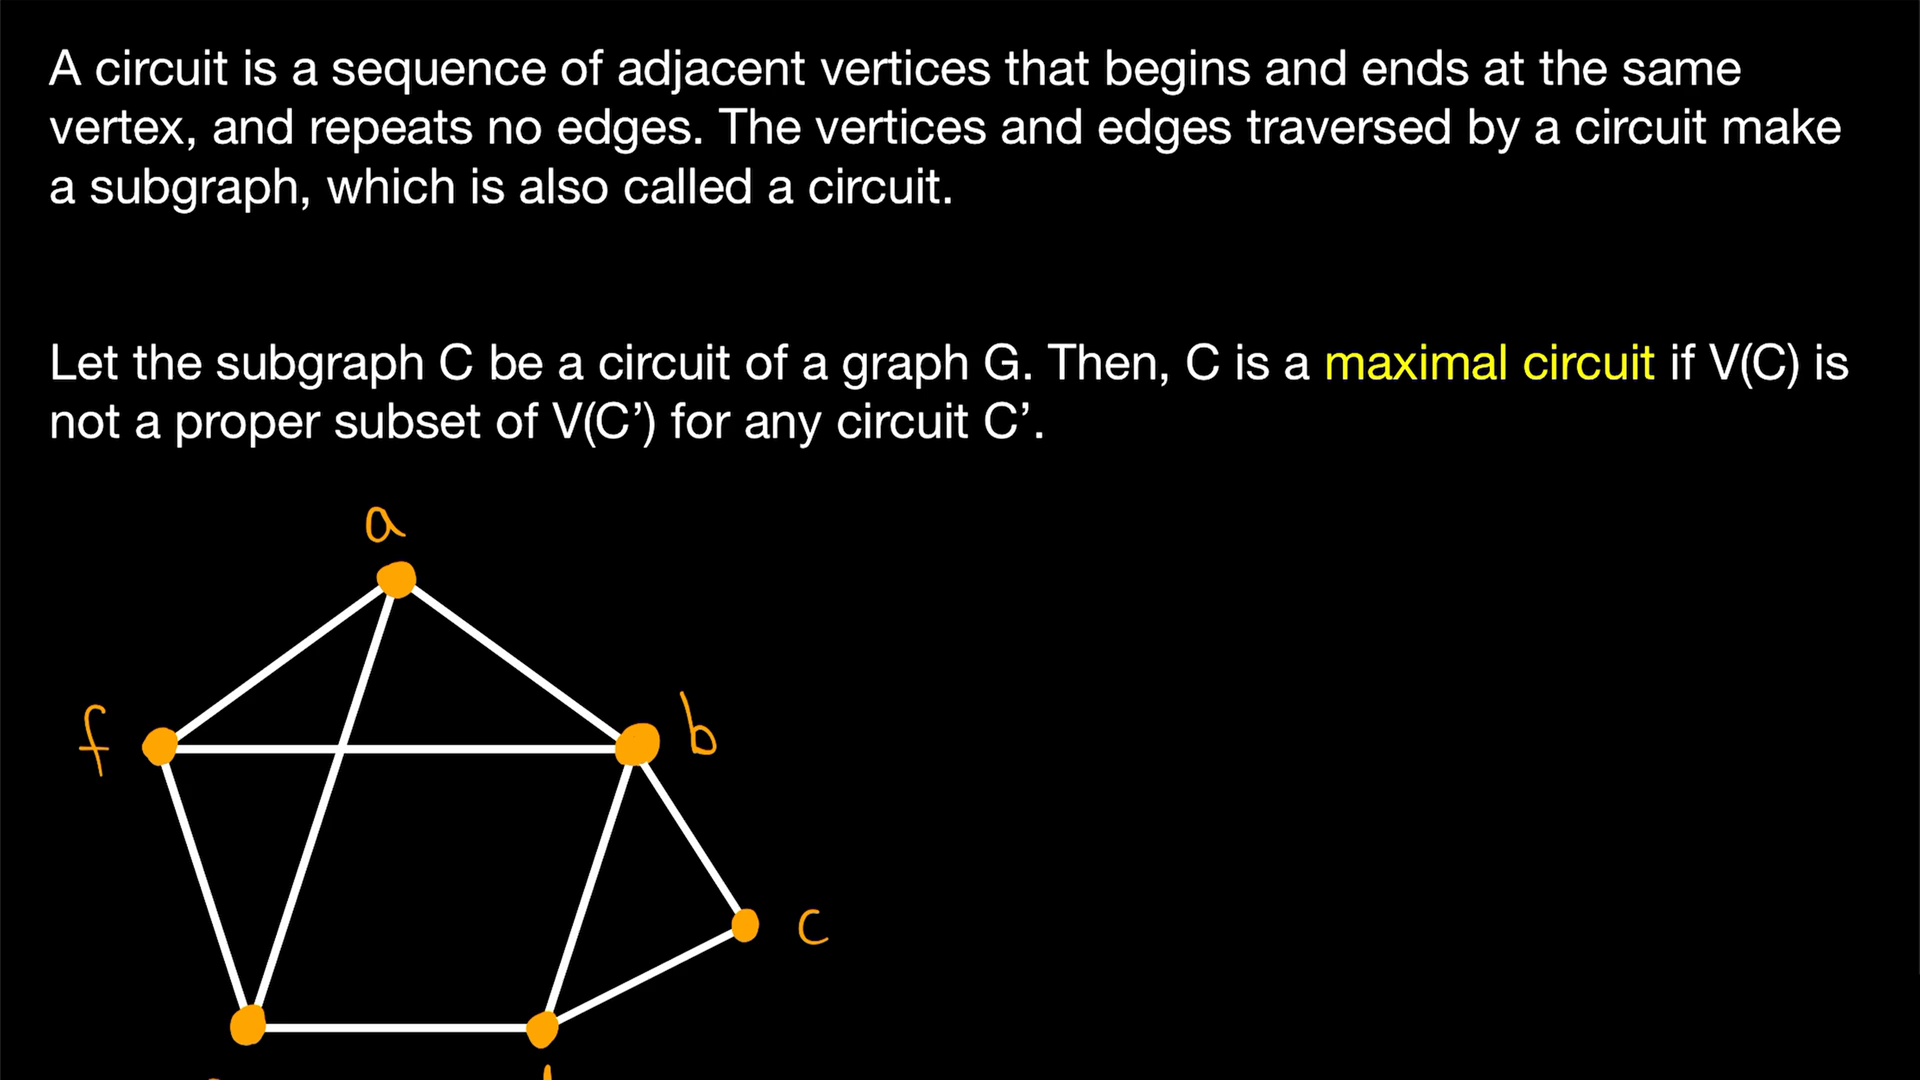 A circuit is a sequence of adjacent vertices that begins and ends at the same
vertex, and repeats no edges. The vertices and edges traversed by a circuit make
a subgraph, which is also called a circuit.
Let the subgraph C be a circuit of a graph G. Then, C is a maximal circuit if V(C) is
not a proper subset of V(C’) for any circuit C’.
a
f
b
c